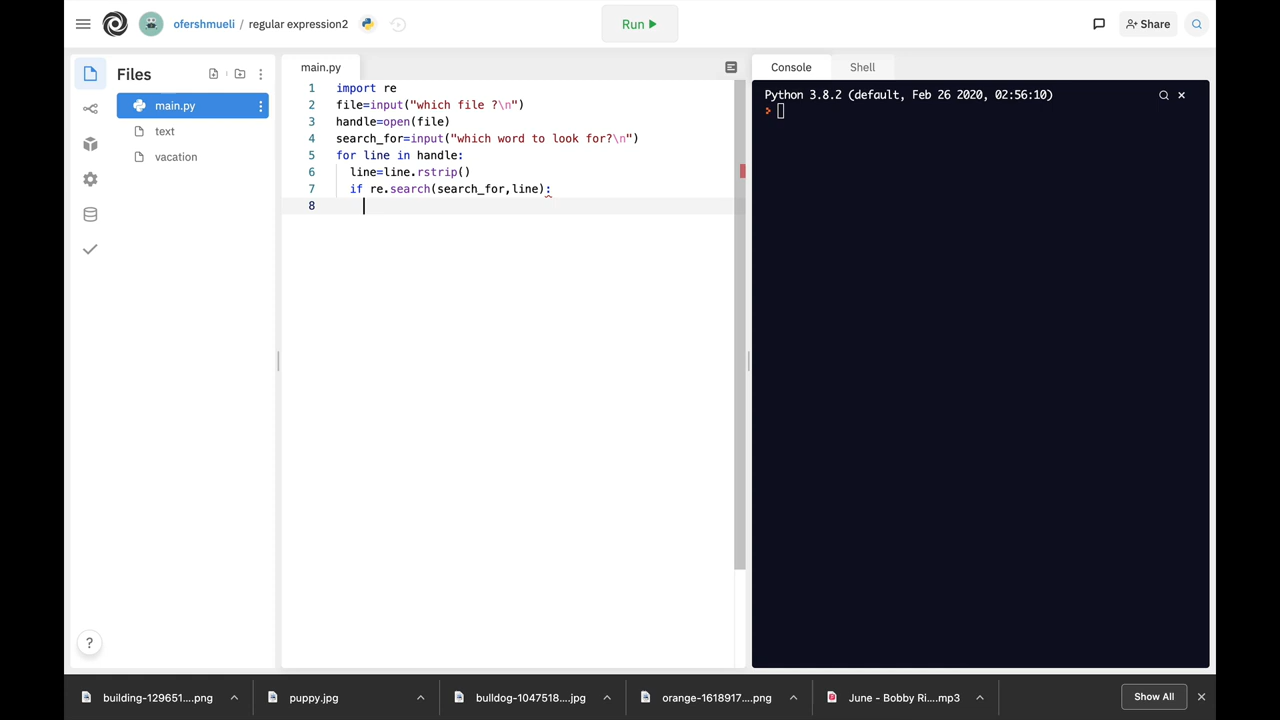 ofershmueli / regular expression2
Run
Share
Files
main.py
text
vacation
main.py
1 import re
2 file=input("which file ?\n")
3 handle=open(file)
4 search_for=input("which word to look for?\n")
5 for line in handle:
6 line=line.rstrip()
7 if re.search(search_for,line):
8
Console
Shell
Python 3.8.2 (default, Feb 26 2020, 02:56:10)
>
?
building-129651....png
puppy.jpg
bulldog-1047518....jpg
orange-1618917....png
June - Bobby Ri....mp3
Show All